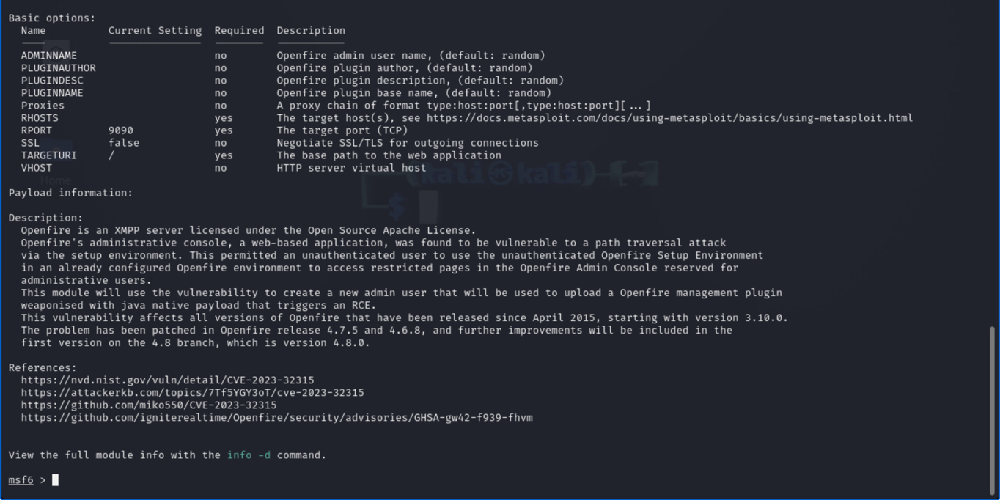 Basic options:
Name Current Setting Required Description
ADMINNAME no Openfire admin user name, (default: random)
PLUGINAUTHOR no Openfire plugin author, (default: random)
PLUGINDESC no Openfire plugin description, (default: random)
PLUGINNAME no Openfire plugin base name, (default: random)
Proxies no A proxy chain of format type:host:port[,type:host:port][...]
RHOSTS yes The target host(s), see https://docs.metasploit.com/docs/using-metasploit/basics/using-metasploit.html
RPORT 9090 yes The target port (TCP)
SSL false no Negotiate SSL/TLS for outgoing connections
TARGETURI / yes The base path to the web application
VHOST no HTTP server virtual host
Home
(kali㉿kali)-[~]
$
Payload information:
Description:
Openfire is an XMPP server licensed under the Open Source Apache License.
Openfire's administrative console, a web-based application, was found to be vulnerable to a path traversal attack
via the setup environment. This permitted an unauthenticated user to use the unauthenticated Openfire Setup Environment
in an already configured Openfire environment to access restricted pages in the Openfire Admin Console reserved for
administrative users.
This module will use the vulnerability to create a new admin user that will be used to upload a Openfire management plugin
weaponised with java native payload that triggers an RCE.
This vulnerability affects all versions of Openfire that have been released since April 2015, starting with version 3.10.0.
The problem has been patched in Openfire release 4.7.5 and 4.6.8, and further improvements will be included in the
first version on the 4.8 branch, which is version 4.8.0.
References:
https://nvd.nist.gov/vuln/detail/CVE-2023-32315
https://attackerkb.com/topics/7Tf5YGY3oT/cve-2023-32315
https://github.com/miko550/CVE-2023-32315
https://github.com/igniterealtime/Openfire/security/advisories/GHSA-gw42-f939-fhvm
View the full module info with the info -d command.
msf6 >